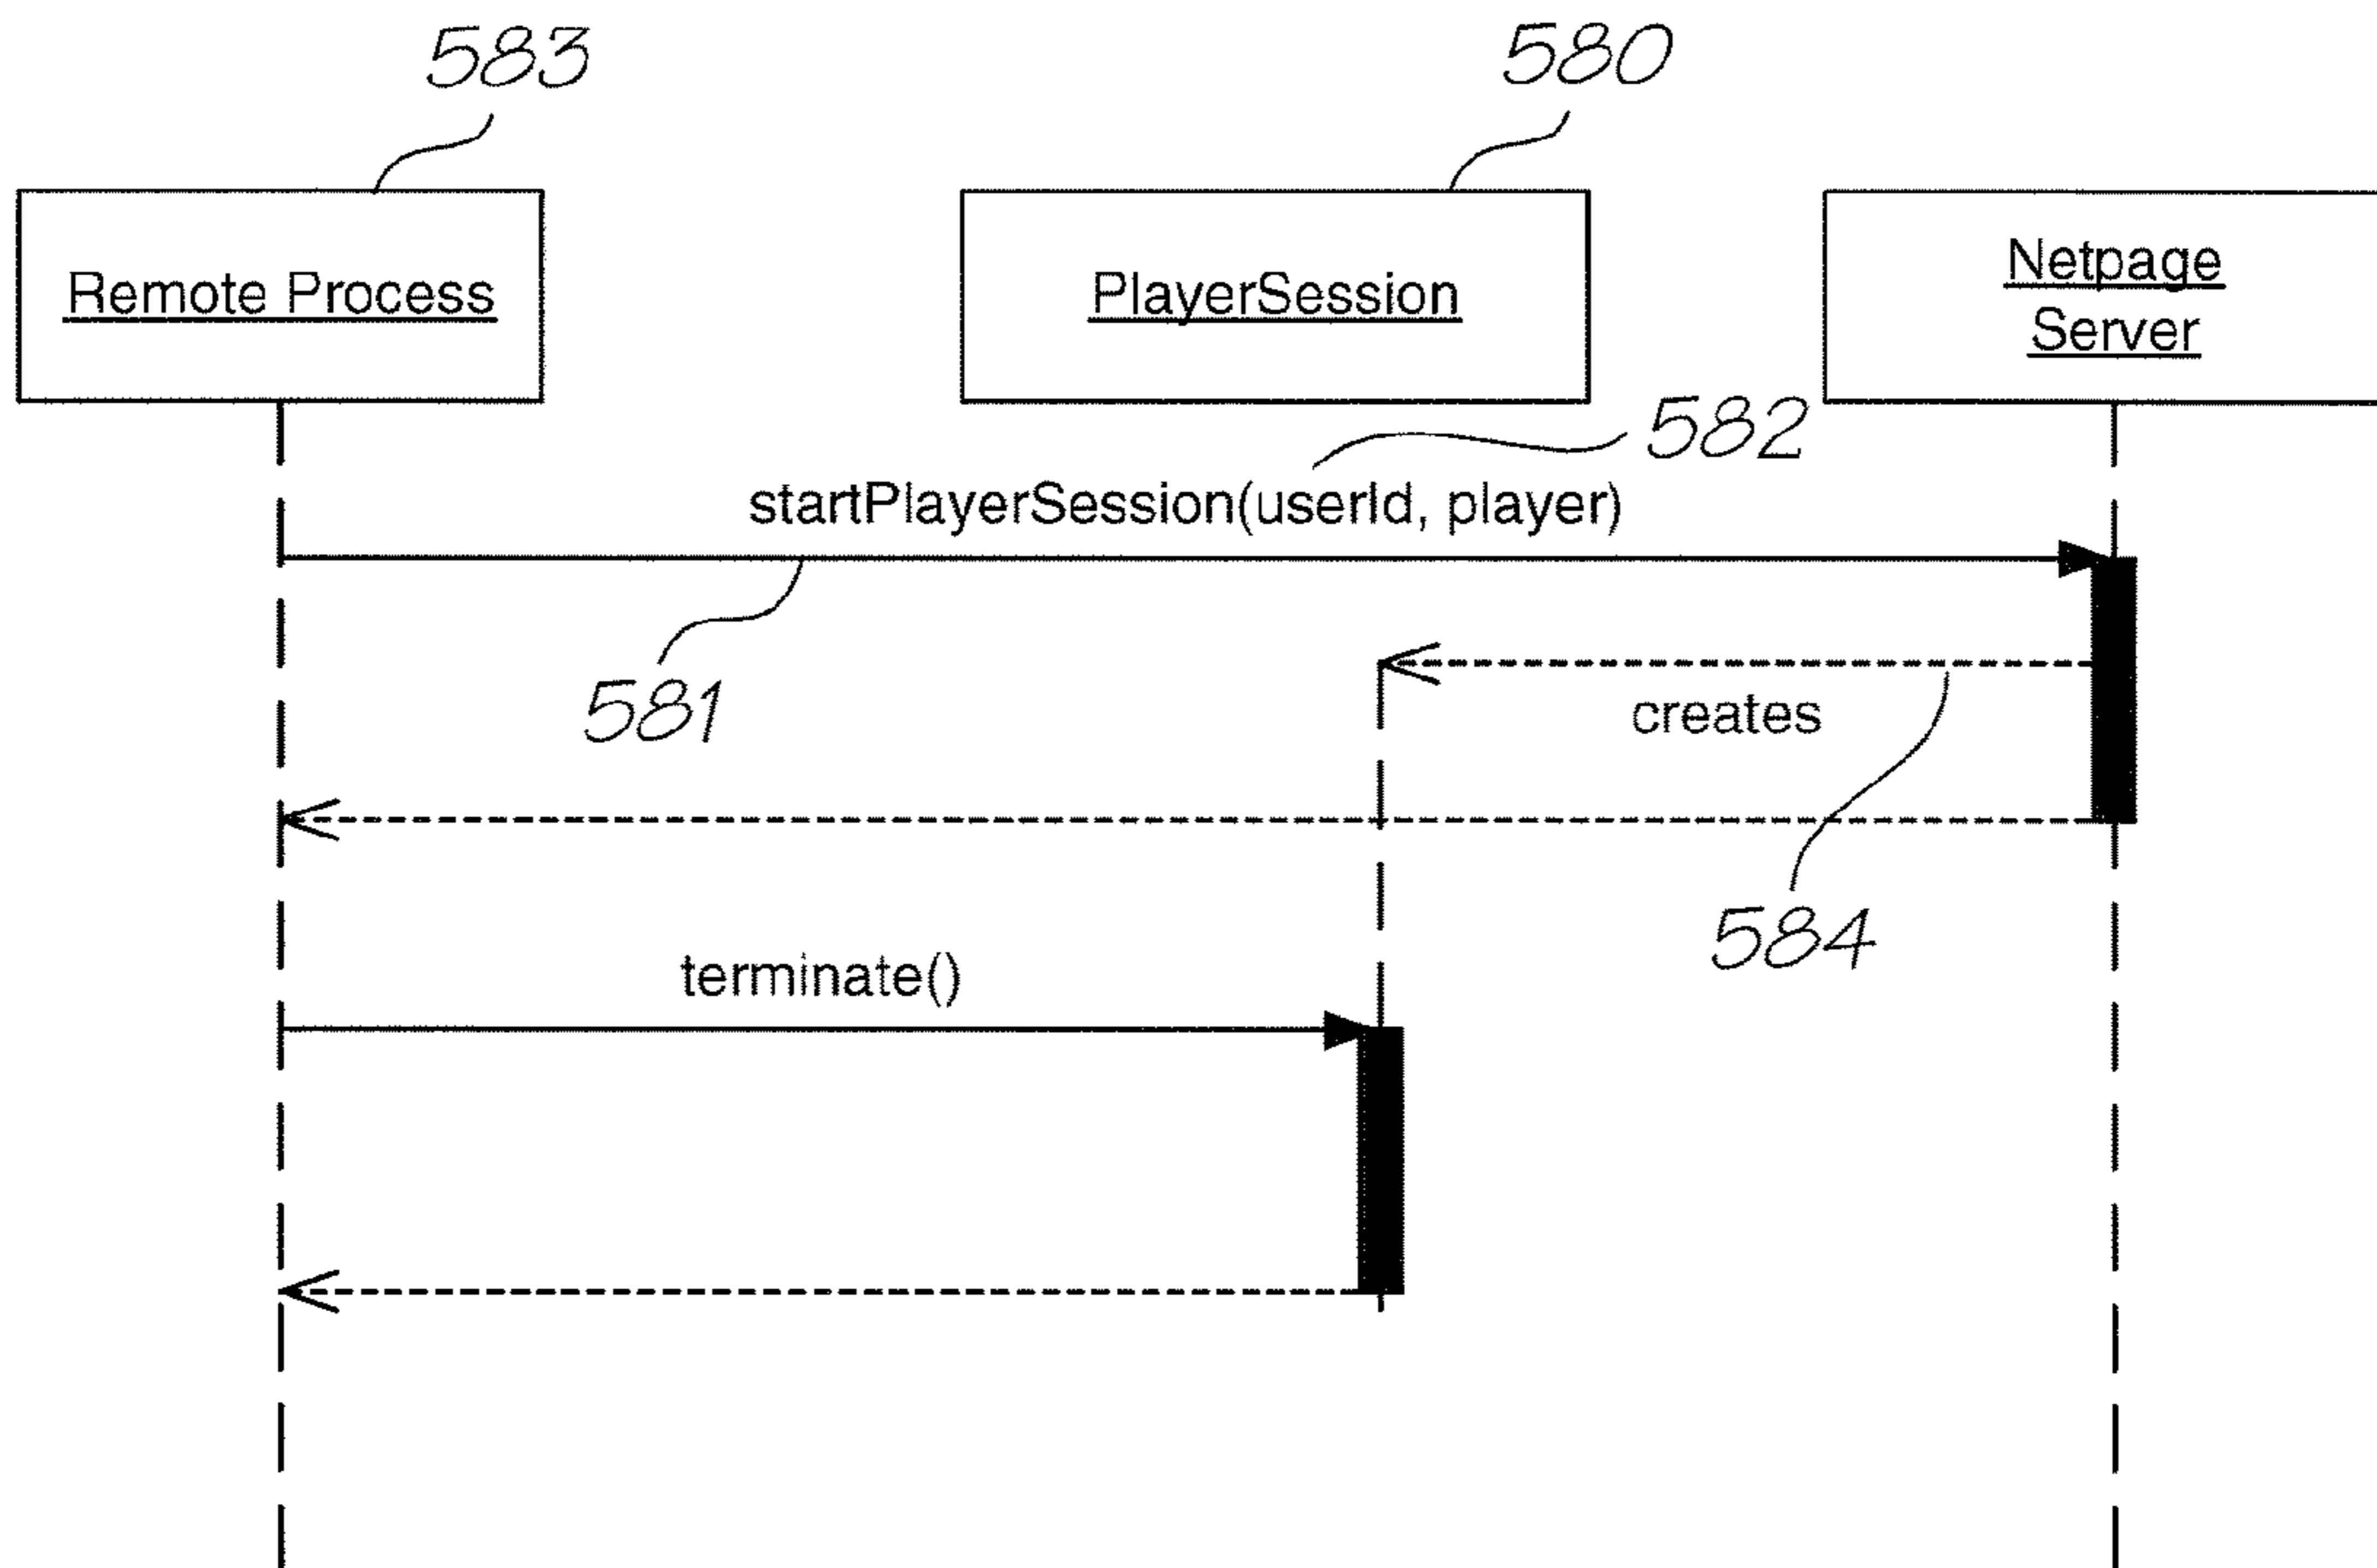 583
580
Remote Process
PlayerSession
Netpage
Server
582
startPlayerSession(userId, player)
581
creates
584
terminate()